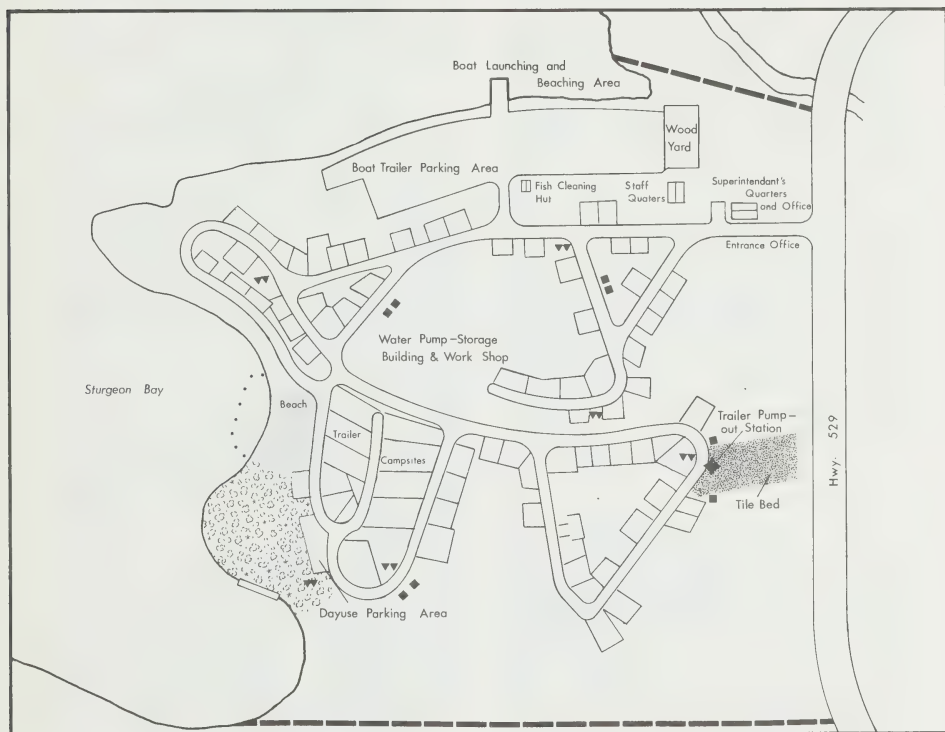 Boat Launching and
Beaching Area
Wood
Yard
Boat Trailer Parking Area
Fish Cleaning
Hut
Staff
Quaters
Superintendant's
Quarters
and Office
Entrance Office
Water Pump-Storage
Building & Work Shop
Sturgeon Bay
Beach
Trailer
Campsites
Trailer Pump-
out Station
Tile Bed
Hwy. 529
Dayuse Parking Area